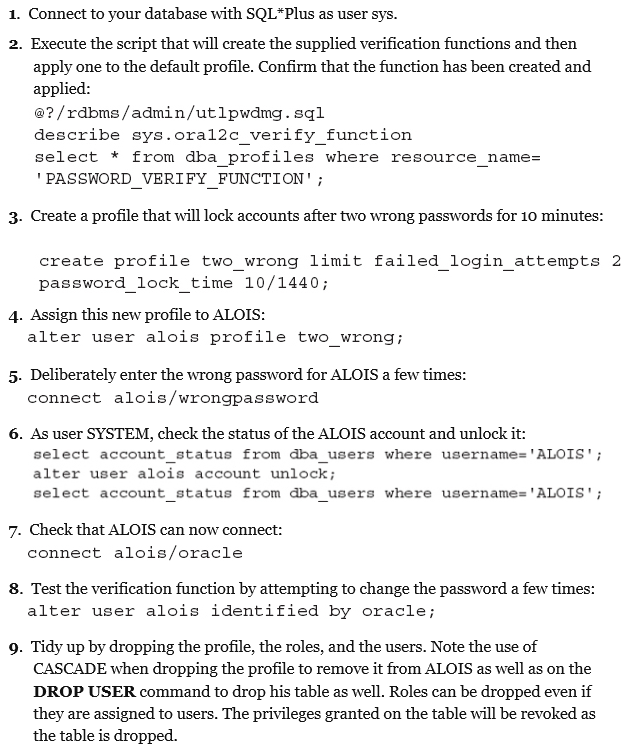 1. Connect to your database with SQL*Plus as user sys.
2. Execute the script that will create the supplied verification functions and then
apply one to the default profile. Confirm that the function has been created and
applied:
@?/rdbms/admin/utlpwdmg.sql
describe sys.ora12c_verify_function
select * from dba_profiles where resource_name=
'PASSWORD_VERIFY_FUNCTION';
3. Create a profile that will lock accounts after two wrong passwords for 10 minutes:
create profile two_wrong limit failed_login_attempts 2
password_lock_time 10/1440;
4. Assign this new profile to ALOIS:
alter user alois profile two_wrong;
5. Deliberately enter the wrong password for ALOIS a few times:
connect alois/wrongpassword
6. As user SYSTEM, check the status of the ALOIS account and unlock it:
select account_status from dba_users where username='ALOIS';
alter user alois account unlock;
select account_status from dba_users where username='ALOIS';
7. Check that ALOIS can now connect:
connect alois/oracle
8. Test the verification function by attempting to change the password a few times:
alter user alois identified by oracle;
9. Tidy up by dropping the profile, the roles, and the users. Note the use of
CASCADE when dropping the profile to remove it from ALOIS as well as on the
DROP USER command to drop his table as well. Roles can be dropped even if
they are assigned to users. The privileges granted on the table will be revoked as
the table is dropped.